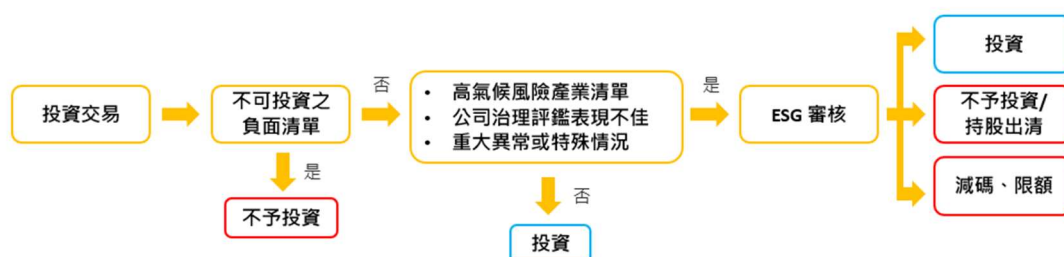 投資交易
不可投資之
負面清單
是
不予投資
否
• 高氣候風險產業清單
• 公司治理評鑑表現不佳
• 重大異常或特殊情況
否
投資
是
ESG 審核
投資
不予投資/
持股出清
減碼、限額